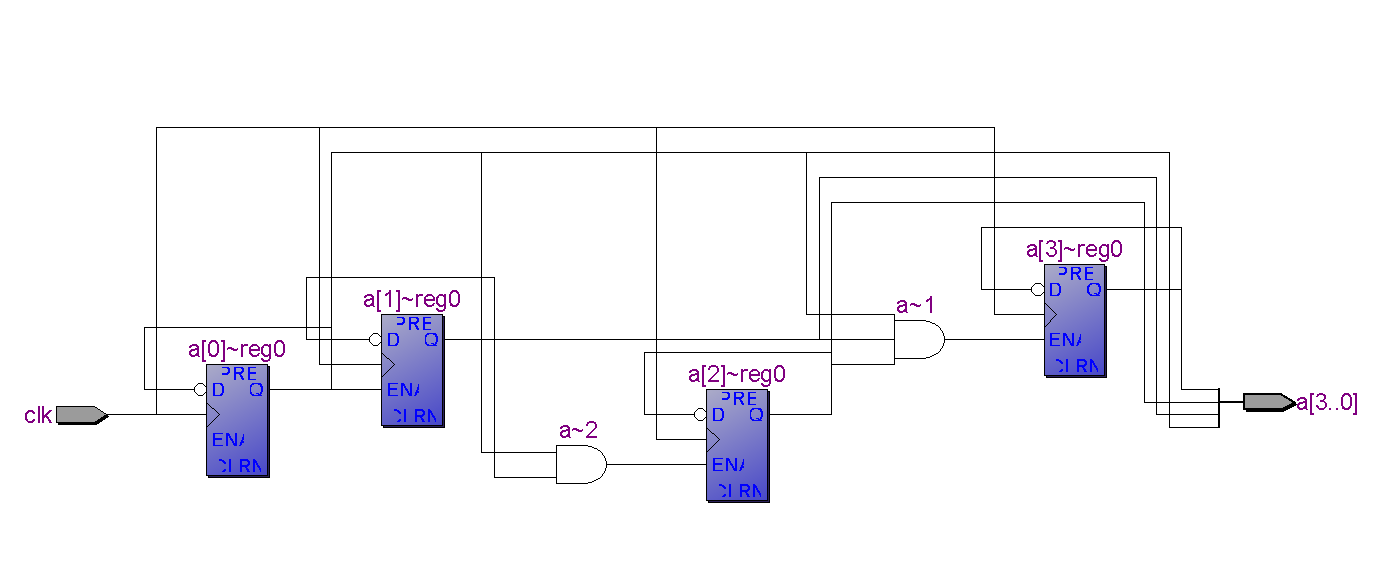 a[3]~reg0
PRE
D Q
ENA
CLRN
a[1]~reg0
PRE
D Q
ENA
CLRN
a~1
a[0]~reg0
PRE
D Q
ENA
CLRN
a[2]~reg0
PRE
D Q
ENA
CLRN
clk
a~2
a[3..0]